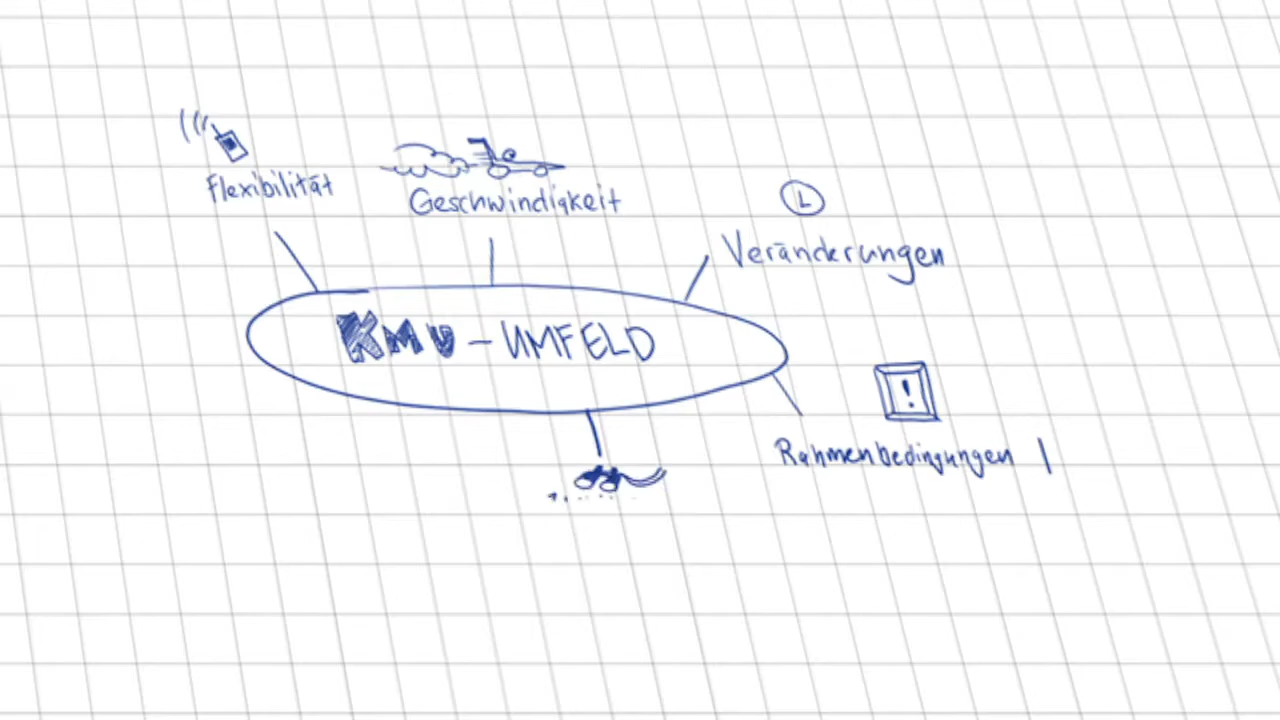 Flexibilität
Geschwindigkeit
Veränderungen
KMU-UMFELD
!
Rahmenbedingungen